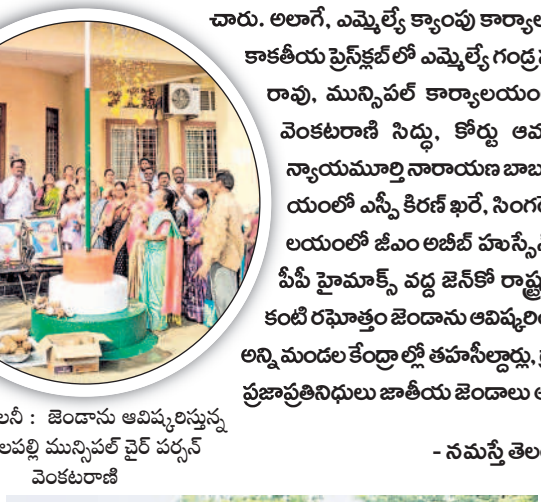 చారు. అలాగే, ఎమ్మెల్యే క్యాంపు కార్యాల
కాకతీయ ప్రెస్‌క్లబ్‌లో ఎమ్మెల్యే గండ్ర
రావు, మున్సిపల్ కార్యాలయం
వెంకటరాణి సిద్ధు, కోర్టు ఆవ
న్యాయమూర్తి నారాయణ బాబు
యంలో ఎస్పీ కిరణ్ ఖరే, సింగరే
లయంలో జీఎం అజీబ్ హుస్సేన్
పీపీ హైమాక్స్ వద్ద జెన్‌కో రాష్ట్ర
కంటి రఘోత్తం జెండాను ఆవిష్కరిం
అన్ని మండల కేంద్రాల్లో తహసీల్దార్లు,
ప్రజాప్రతినిధులు జాతీయ జెండాలు ఆ
- నమస్తే తెలం
లనీ : జెండాను ఆవిష్కరిస్తున్న
లపల్లి మున్సిపల్ చైర్ పర్సన్
వెంకటరాణి